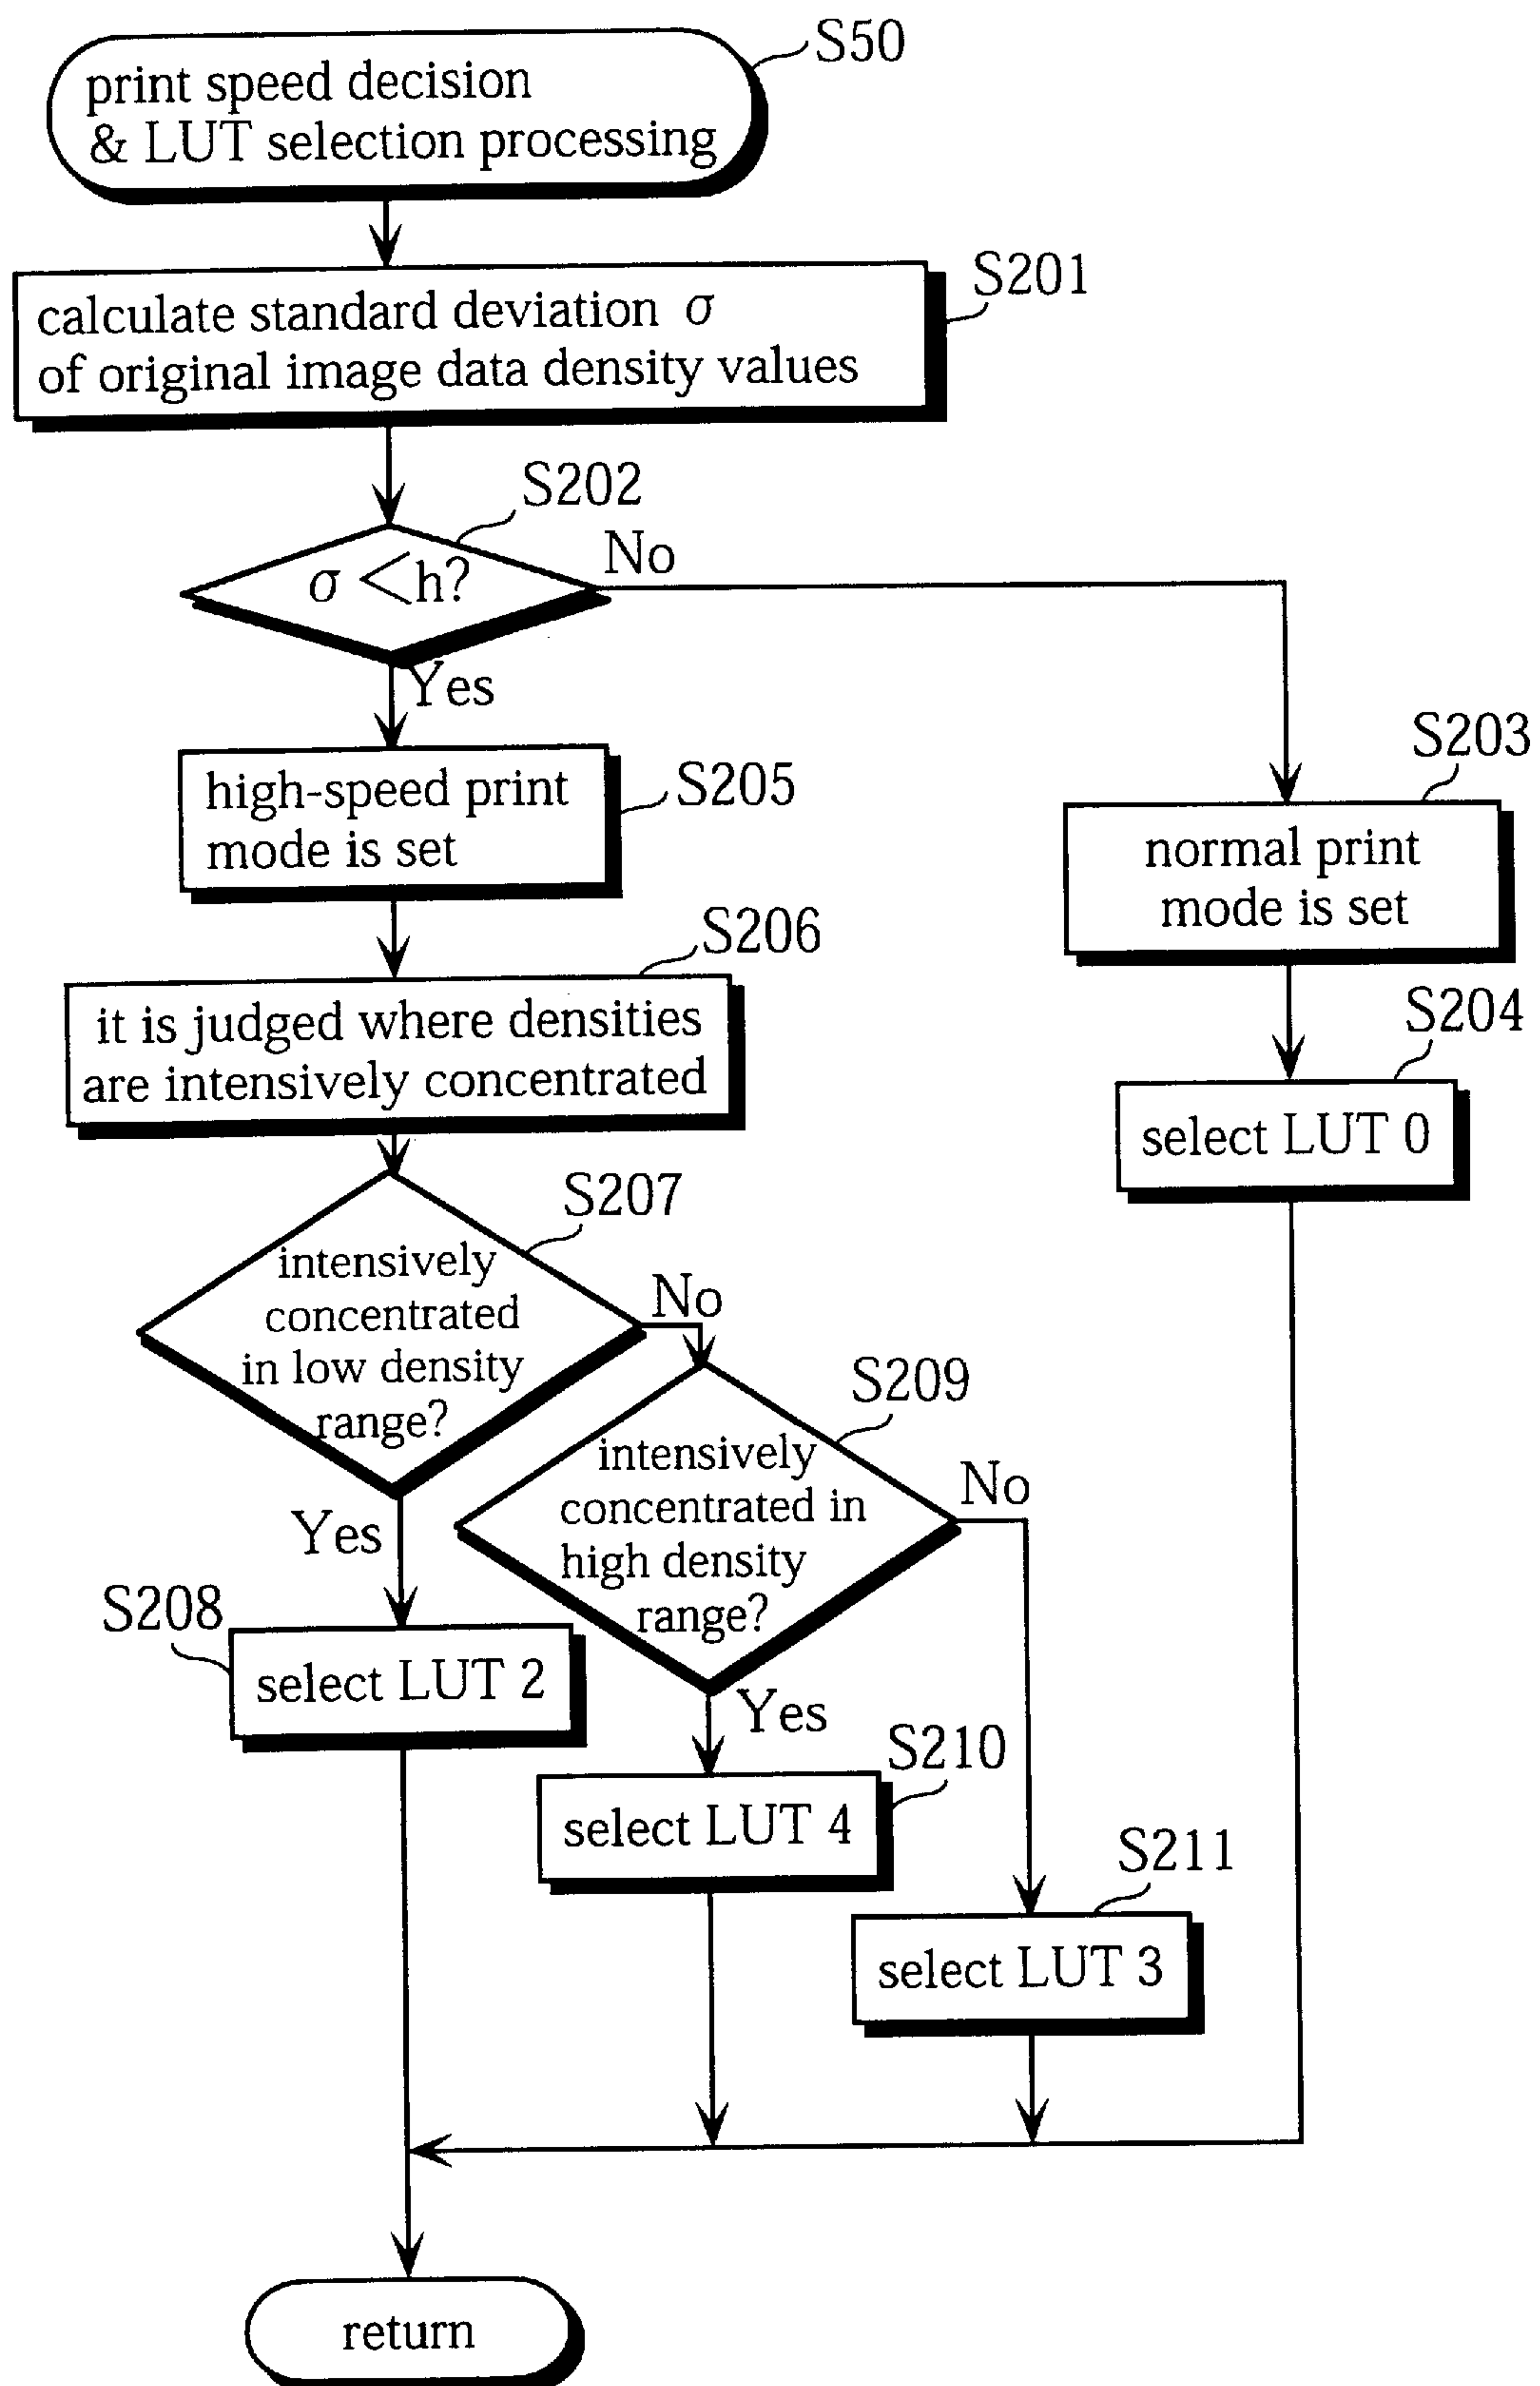 S50
print speed decision
& LUT selection processing
S201
calculate standard deviation σ
of original image data density values
S202
σ <h?
No
Yes
S203
S205
high-speed print
mode is set
normal print
mode is set
S206
it is judged where densities
are intensively concentrated
S204
select LUT 0
S207
intensively
concentrated
in low density
range?
No
Yes
S209
intensively
concentrated in
high density
range?
No
Yes
S208
select LUT 2
S210
select LUT 4
S211
select LUT 3
return